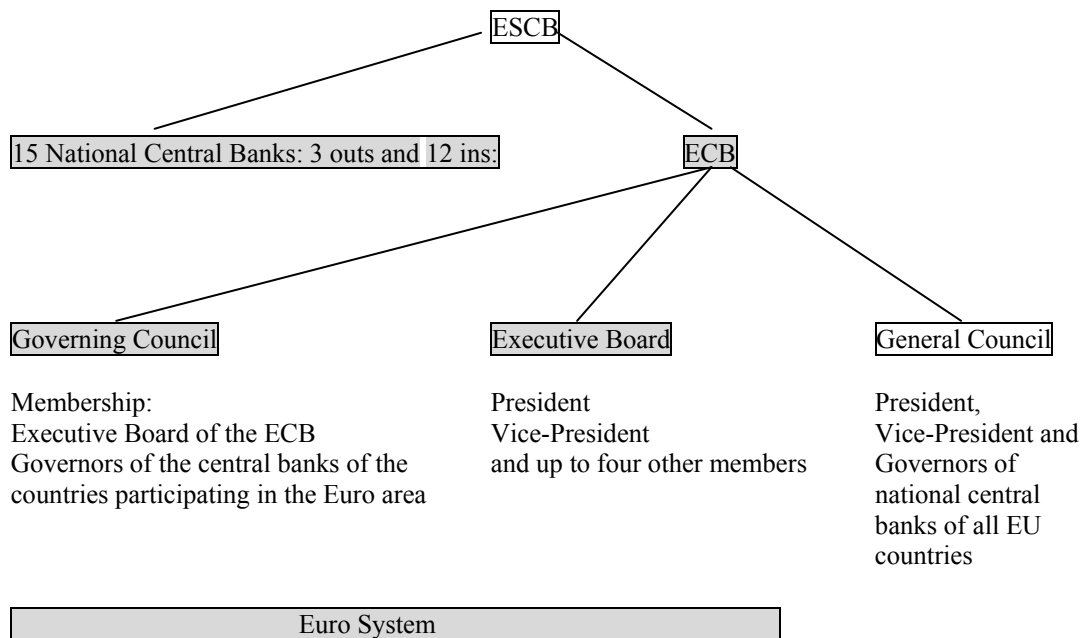 ESCB
15 National Central Banks: 3 outs and 12 ins:
ECB
Governing Council
Membership:
Executive Board of the ECB
Governors of the central banks of the
countries participating in the Euro area
Executive Board
President
Vice-President
and up to four other members
General Council
President,
Vice-President and
Governors of
national central
banks of all EU
countries
Euro System